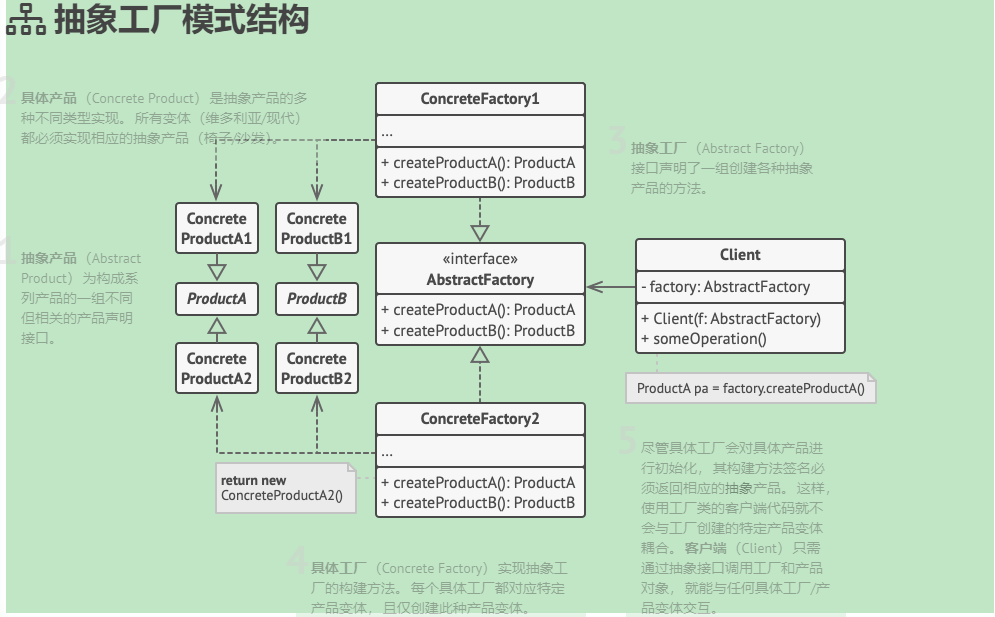 抽象工厂模式结构
2
具体产品 （Concrete Product） 是抽象产品的多
种不同类型实现。 所有变体 （维多利亚/现代）
都必须实现相应的抽象产品 （椅子/沙发）。
ConcreteFactory1
...
+ createProductA(): ProductA
+ createProductB(): ProductB
3
抽象工厂 （Abstract Factory）
接口声明了一组创建各种抽象
产品的方法。
Concrete
ProductA1
Concrete
ProductB1
1
抽象产品 （Abstract
Product） 为构成系
列产品的一组不同
但相关的产品声明
接口。
ProductA
ProductB
«interface»
AbstractFactory
+ createProductA(): ProductA
+ createProductB(): ProductB
Client
- factory: AbstractFactory
+ Client(f: AbstractFactory)
+ someOperation()
ProductA pa = factory.createProductA()
Concrete
ProductA2
Concrete
ProductB2
ConcreteFactory2
...
+ createProductA(): ProductA
+ createProductB(): ProductB
return new
ConcreteProductA2()
5
尽管具体工厂会对具体产品进
行初始化， 其构建方法签名必
须返回相应的抽象产品。 这样，
使用工厂类的客户端代码就不
会与工厂创建的特定产品变体
耦合。 客户端 （Client） 只需
通过抽象接口调用工厂和产品
对象， 就能与任何具体工厂/产
品变体交互。
4
具体工厂 （Concrete Factory） 实现抽象工
厂的构建方法。 每个具体工厂都对应特定
产品变体， 且仅创建此种产品变体。